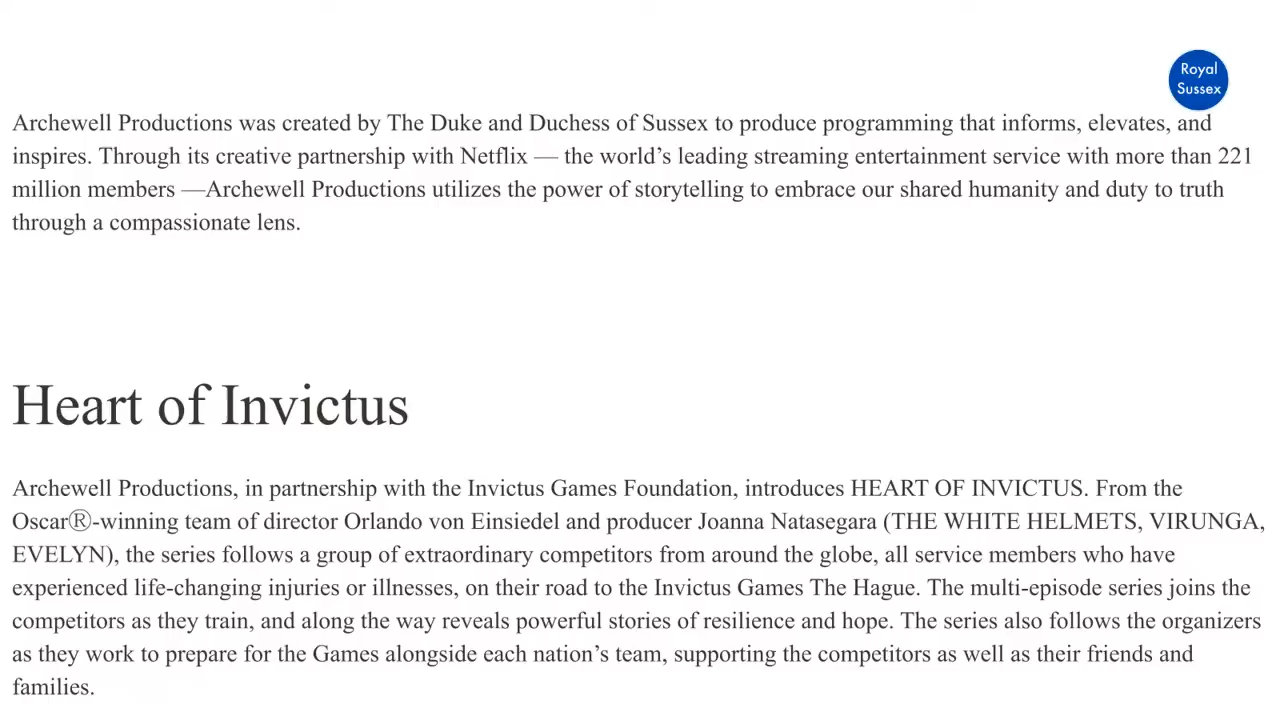 Royal
Sussex
Archewell Productions was created by The Duke and Duchess of Sussex to produce programming that informs, elevates, and
inspires. Through its creative partnership with Netflix — the world’s leading streaming entertainment service with more than 221
million members —Archewell Productions utilizes the power of storytelling to embrace our shared humanity and duty to truth
through a compassionate lens.
Heart of Invictus
Archewell Productions, in partnership with the Invictus Games Foundation, introduces HEART OF INVICTUS. From the
Oscar®-winning team of director Orlando von Einsiedel and producer Joanna Natasegara (THE WHITE HELMETS, VIRUNGA,
EVELYN), the series follows a group of extraordinary competitors from around the globe, all service members who have
experienced life-changing injuries or illnesses, on their road to the Invictus Games The Hague. The multi-episode series joins the
competitors as they train, and along the way reveals powerful stories of resilience and hope. The series also follows the organizers
as they work to prepare for the Games alongside each nation’s team, supporting the competitors as well as their friends and
families.